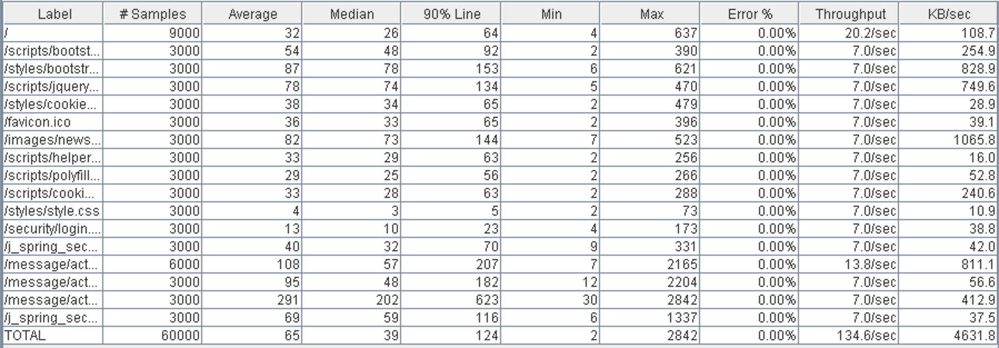 Label # Samples Average Median 90% Line Min Max Error % Throughput KB/sec
/ 9000 32 26 64 4 637 0.00% 20.2/sec 108.7
/scripts/bootst... 3000 54 48 92 2 390 0.00% 7.0/sec 254.9
/styles/bootstr... 3000 87 78 153 6 621 0.00% 7.0/sec 828.9
/scripts/jquery... 3000 78 74 134 5 470 0.00% 7.0/sec 749.6
/styles/cookie... 3000 38 34 65 2 479 0.00% 7.0/sec 28.9
/favicon.ico 3000 36 33 65 2 396 0.00% 7.0/sec 39.1
/images/news... 3000 82 73 144 7 523 0.00% 7.0/sec 1065.8
/scripts/helper... 3000 33 29 63 2 256 0.00% 7.0/sec 16.0
/scripts/polyfill... 3000 29 25 56 2 266 0.00% 7.0/sec 52.8
/scripts/cooki... 3000 33 28 63 2 288 0.00% 7.0/sec 240.6
/styles/style.css 3000 4 3 5 2 73 0.00% 7.0/sec 10.9
/security/login.... 3000 13 10 23 4 173 0.00% 7.0/sec 38.8
/j_spring_sec... 3000 40 32 70 9 331 0.00% 7.0/sec 42.0
/message/act... 6000 108 57 207 7 2165 0.00% 13.8/sec 811.1
/message/act... 3000 95 48 182 12 2204 0.00% 7.0/sec 56.6
/message/act... 3000 291 202 623 30 2842 0.00% 7.0/sec 412.9
/j_spring_sec... 3000 69 59 116 6 1337 0.00% 7.0/sec 37.5
TOTAL 60000 65 39 124 2 2842 0.00% 134.6/sec 4631.8